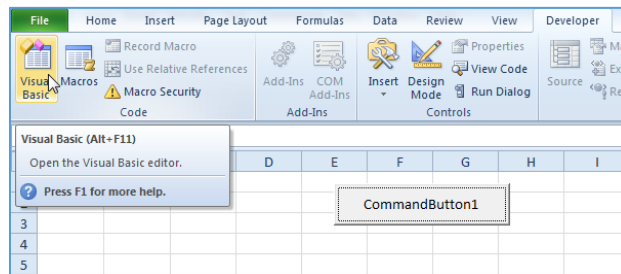 File Home Insert Page Layout Formulas Data Review View Developer
Record Macro Properties
Use Relative References View Code
Visual Basic Macros Macro Security Add-Ins COM Add-Ins Insert Design Mode Run Dialog Source
Code Add-Ins Controls
Visual Basic (Alt+F11)
Open the Visual Basic editor.
Press F1 for more help.
D E F G H I
CommandButton1
3
4
5